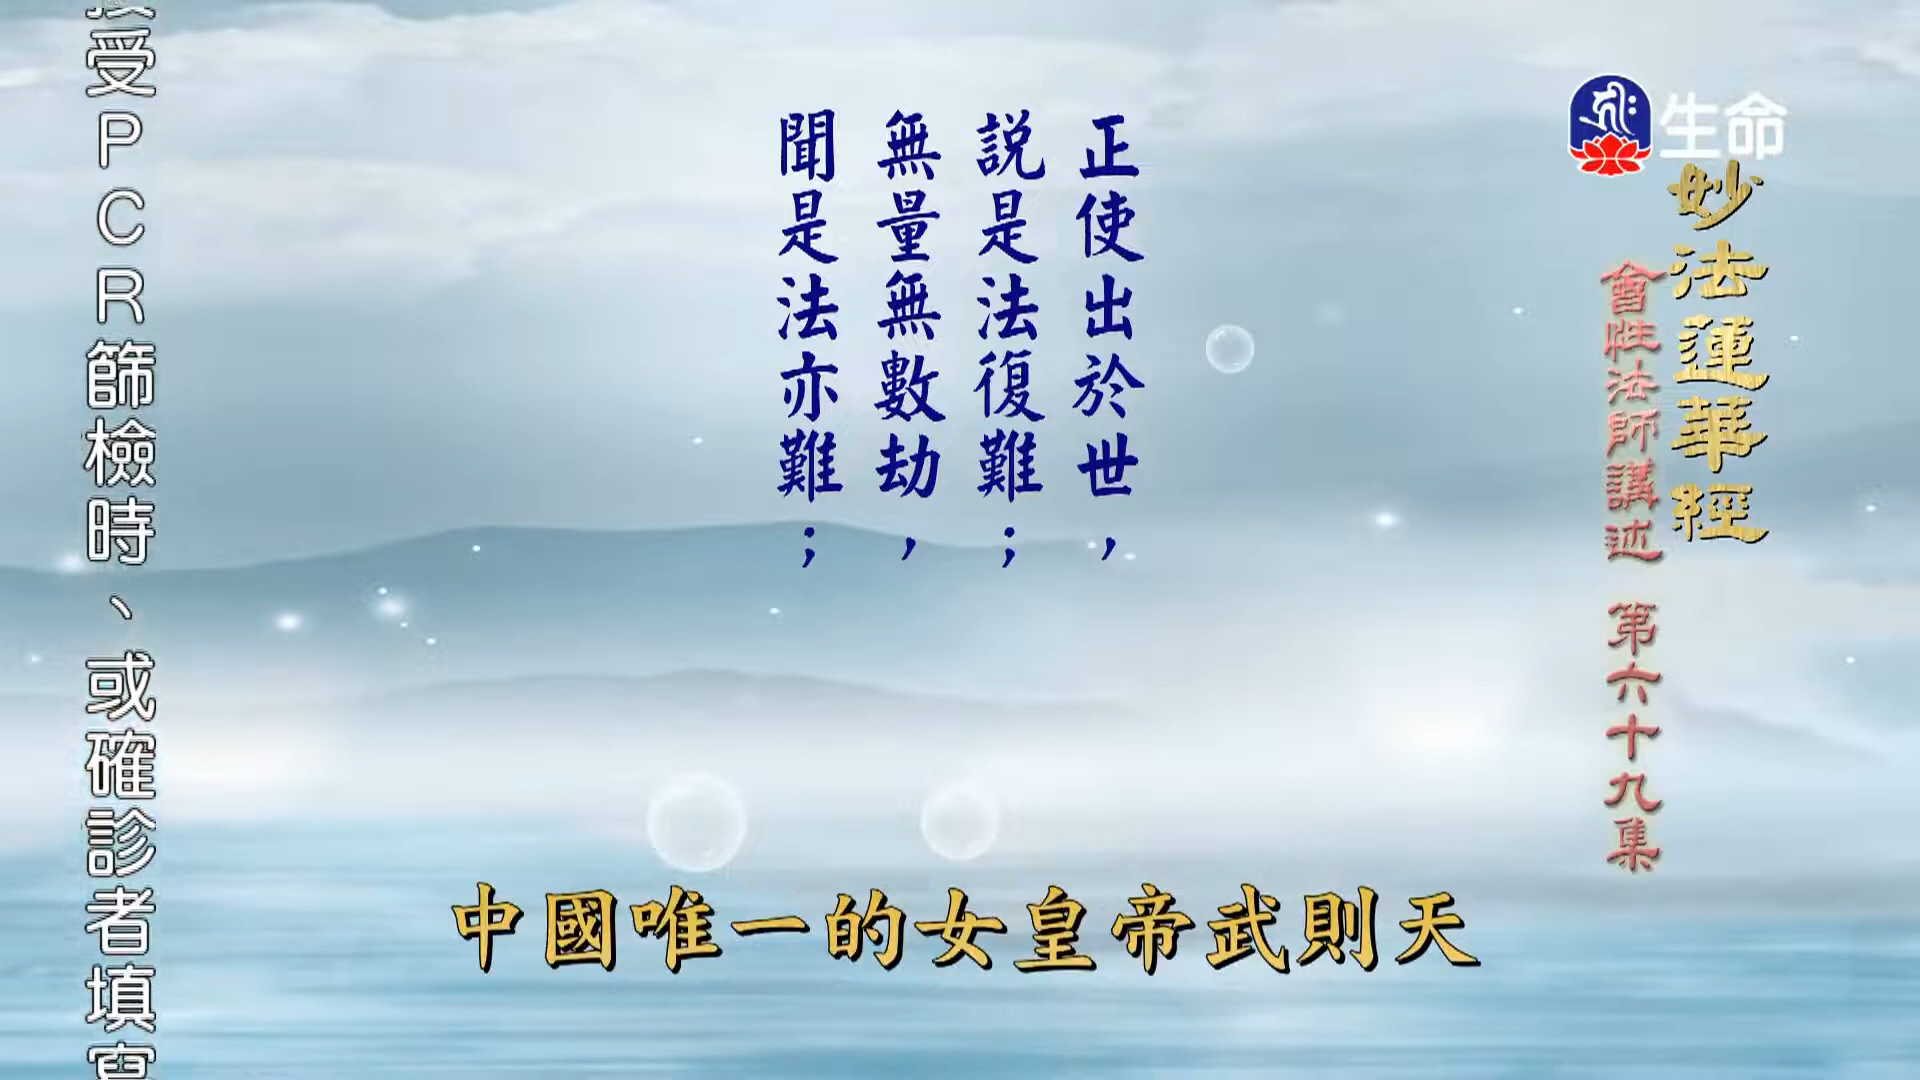 生命
妙法蓮華經
會性法師講述 第六十九集
正使出於世，
說是法復難；
無量無數劫，
聞是法亦難；
受PCR篩檢時、或確診者填寫
中國唯一的女皇帝武則天